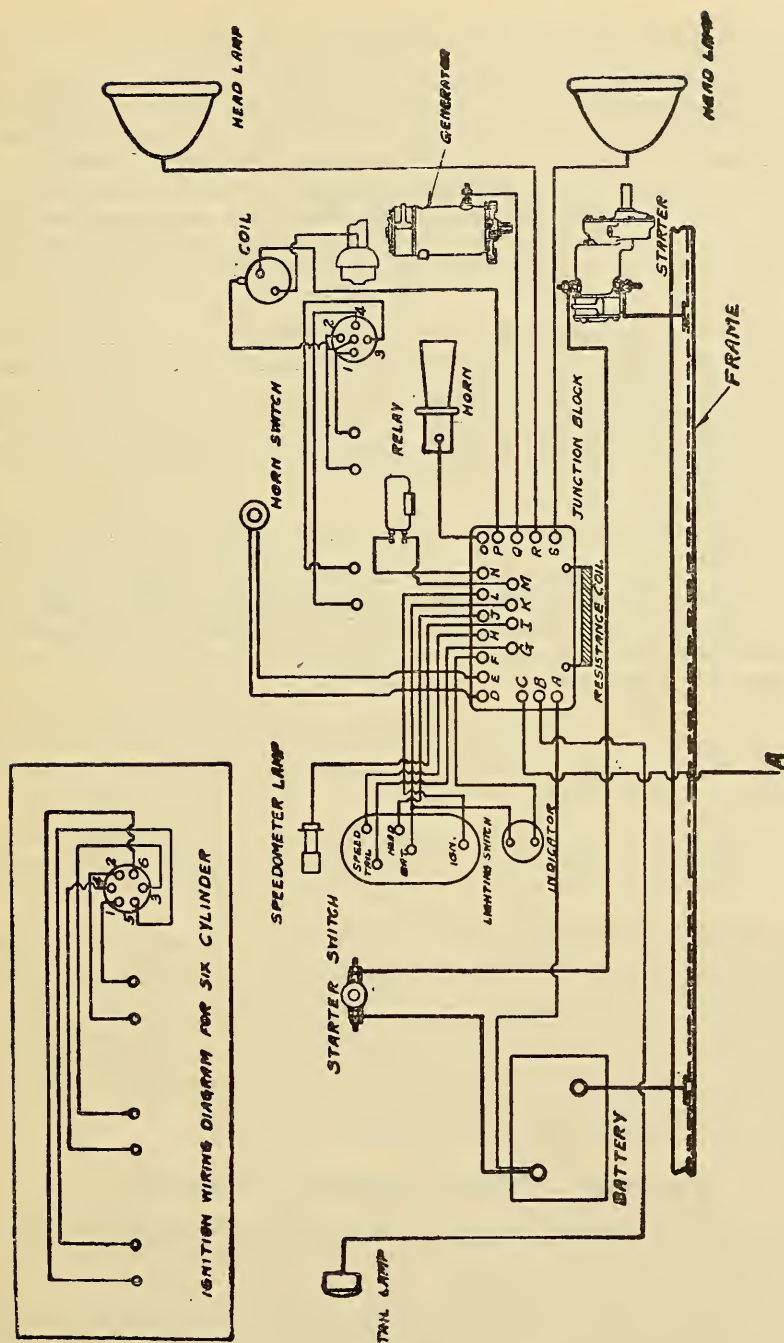 HEAD LAMP
HEAD LAMP
GENERATOR
COIL
STARTER
1
2
4
3
HORN SWITCH
RELAY
HORN
JUNCTION BLOCK
FRAME
O
P
Q
R
S
N
M
L
K
J
I
H
G
F
E
D
C
B
A
RESISTANCE COIL
A
SPEEDOMETER LAMP
SPEED
TAIL
HEAD
BAT.
IGN.
LIGHTING SWITCH
INDICATOR
STARTER SWITCH
BATTERY
TAIL LAMP
1
4
2
6
3
5
IGNITION WIRING DIAGRAM FOR SIX CYLINDER